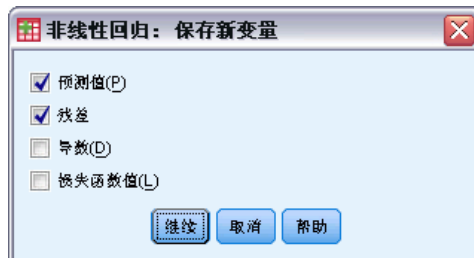 非线性回归：保存新变量
预测值(P)
残差
导数(D)
损失函数值(L)
继续 取消 帮助